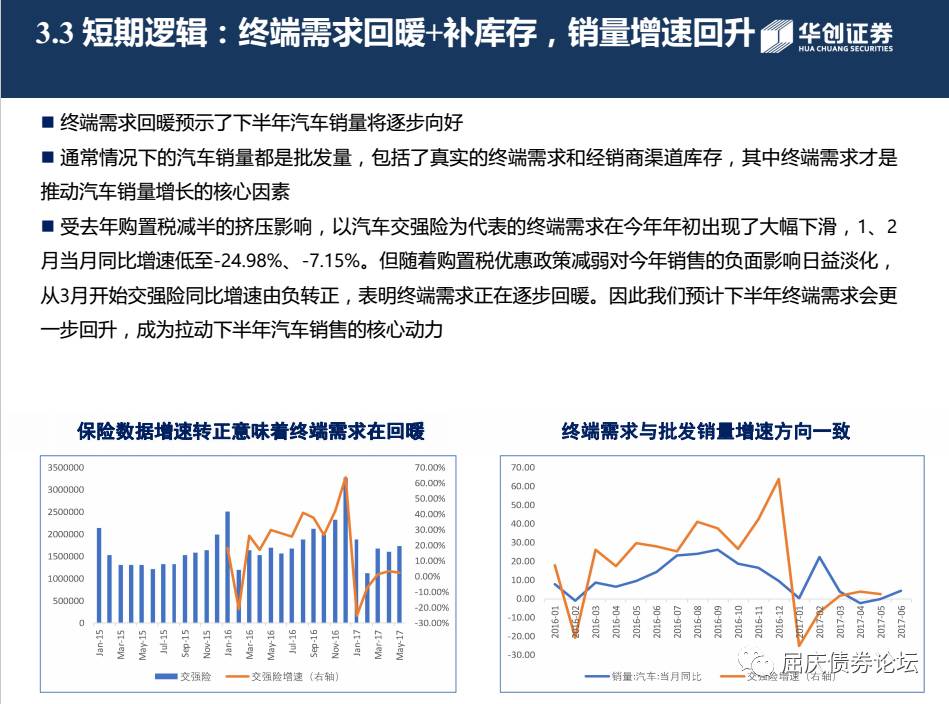 3.3 短期逻辑：终端需求回暖+补库存，销量增速回升
华创证券
HUA CHUANG SECURITIES
■ 终端需求回暖预示了下半年汽车销量将逐步向好
■ 通常情况下的汽车销量都是批发量，包括了真实的终端需求和经销商渠道库存，其中终端需求才是
推动汽车销量增长的核心因素
■ 受去年购置税减半的挤压影响，以汽车交强险为代表的终端需求在今年年初出现了大幅下滑，1、2
月当月同比增速低至-24.98%、-7.15%。但随着购置税优惠政策减弱对今年销售的负面影响日益淡化，
从3月开始交强险同比增速由负转正，表明终端需求正在逐步回暖。因此我们预计下半年终端需求会更
一步回升，成为拉动下半年汽车销售的核心动力
保险数据增速转正意味着终端需求在回暖
3500000
3000000
2500000
2000000
1500000
1000000
500000
0
70.00%
60.00%
50.00%
40.00%
30.00%
20.00%
10.00%
0.00%
-10.00%
-20.00%
-30.00%
Jan-15
Mar-15
May-15
Jul-15
Sep-15
Nov-15
Jan-16
Mar-16
May-16
Jul-16
Sep-16
Nov-16
Jan-17
Mar-17
May-17
交强险
交强险增速（右轴）
终端需求与批发销量增速方向一致
70.00
60.00
50.00
40.00
30.00
20.00
10.00
0.00
-10.00
-20.00
-30.00
2016-01
2016-02
2016-03
2016-04
2016-05
2016-06
2016-07
2016-08
2016-09
2016-10
2016-11
2016-12
2017-01
2017-02
2017-03
2017-04
2017-05
2017-06
销量:汽车:当月同比
交强险增速（右轴）
屈庆债券论坛